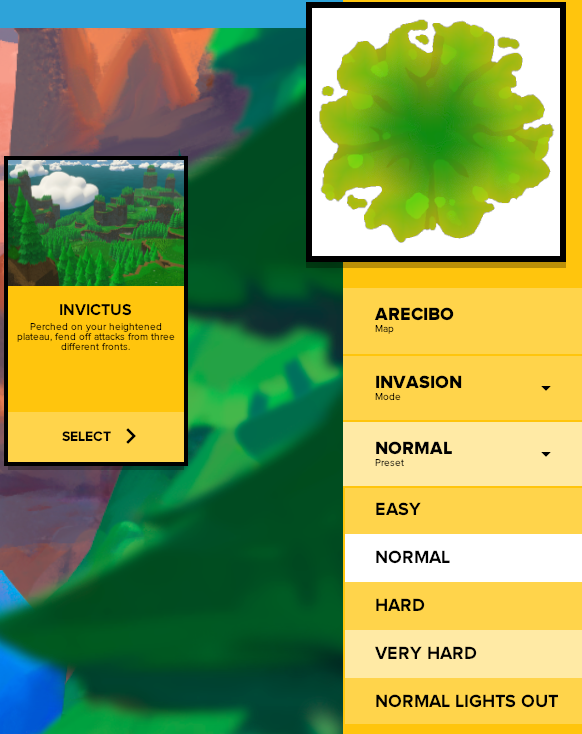 INVICTUS
Perched on your heightened
plateau, fend off attacks from three
different fronts.
SELECT
ARECIBO
Map
INVASION
Mode
NORMAL
Preset
EASY
NORMAL
HARD
VERY HARD
NORMAL LIGHTS OUT